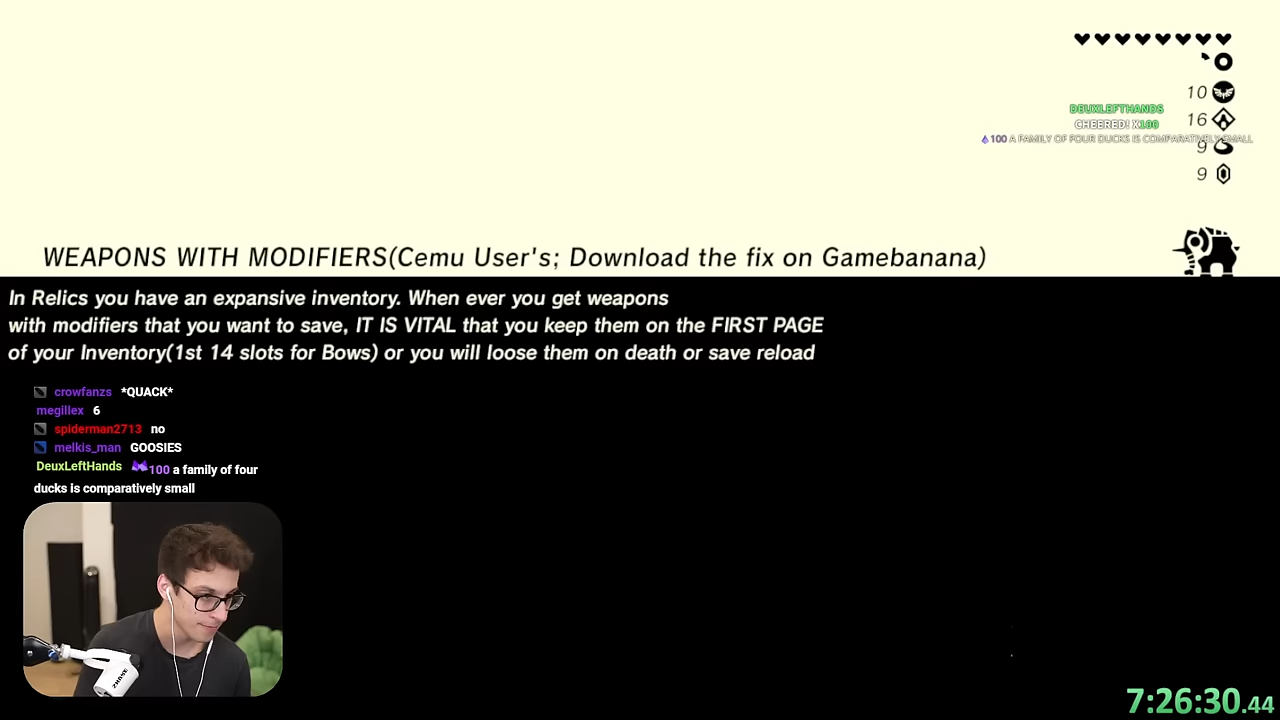 10
DEUXLEFTHANDS
CHEERED! X100
16
100 A FAMILY OF FOUR DUCKS IS COMPARATIVELY SMALL
9
9
WEAPONS WITH MODIFIERS(Cemu User's; Download the fix on Gamebanana)
In Relics you have an expansive inventory. When ever you get weapons
with modifiers that you want to save, IT IS VITAL that you keep them on the FIRST PAGE
of your Inventory(1st 14 slots for Bows) or you will loose them on death or save reload
crowfanzs *QUACK*
megillex 6
spiderman2713 no
melkis_man GOOSIES
DeuxLeftHands 100 a family of four
ducks is comparatively small
7:26:30.44